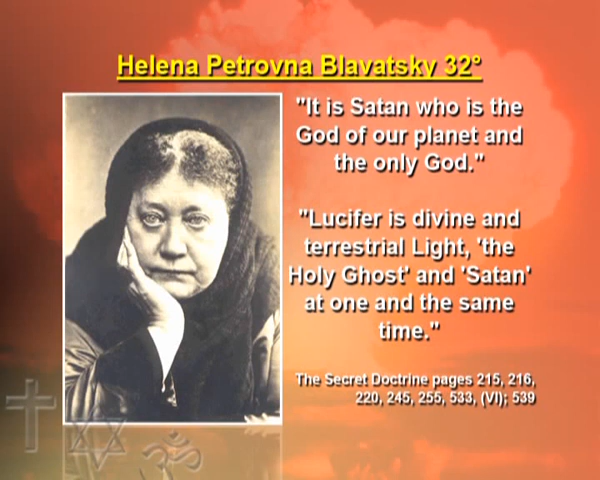 Helena Petrovna Blavatsky 32°
"It is Satan who is the
God of our planet and
the only God."
"Lucifer is divine and
terrestrial Light, 'the
Holy Ghost' and 'Satan'
at one and the same
time."
The Secret Doctrine pages 215, 216,
220, 245, 255, 533, (VI); 539